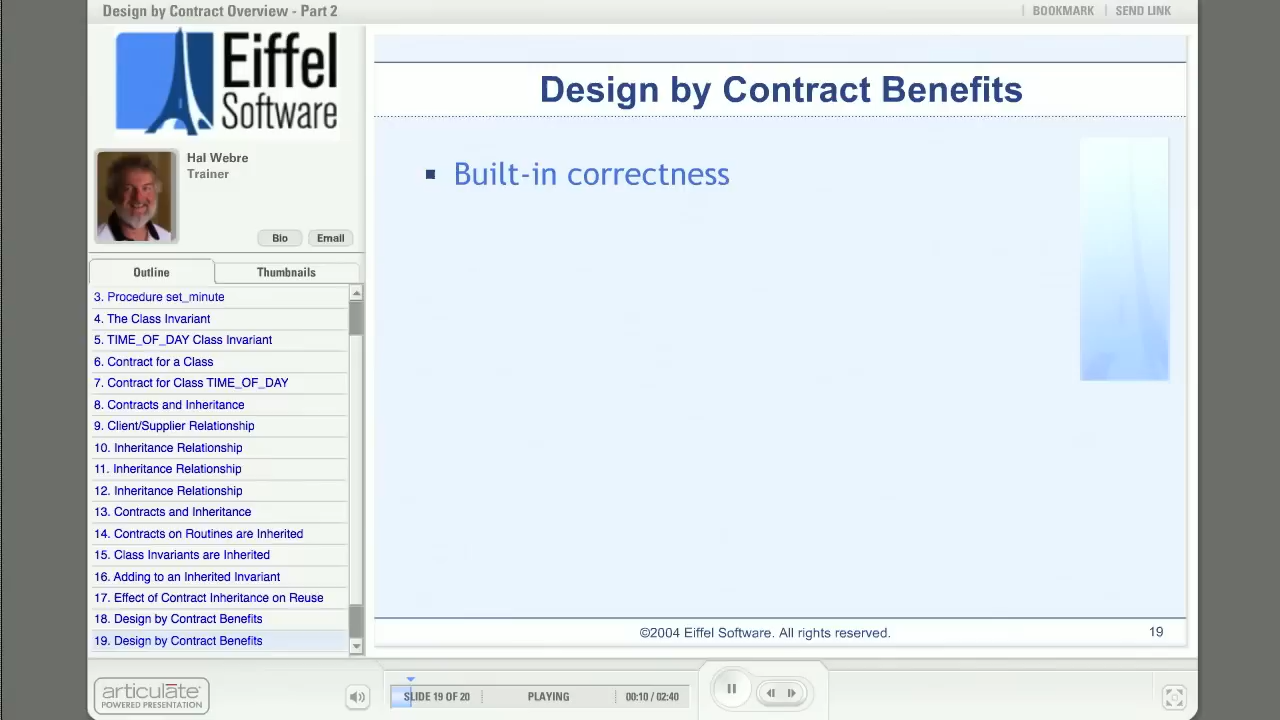 Design by Contract Overview - Part 2
BOOKMARK
SEND LINK
Eiffel
Software
Hal Webre
Trainer
Bio
Email
Outline
Thumbnails
3. Procedure set_minute
4. The Class Invariant
5. TIME_OF_DAY Class Invariant
6. Contract for a Class
7. Contract for Class TIME_OF_DAY
8. Contracts and Inheritance
9. Client/Supplier Relationship
10. Inheritance Relationship
11. Inheritance Relationship
12. Inheritance Relationship
13. Contracts and Inheritance
14. Contracts on Routines are Inherited
15. Class Invariants are Inherited
16. Adding to an Inherited Invariant
17. Effect of Contract Inheritance on Reuse
18. Design by Contract Benefits
19. Design by Contract Benefits
Design by Contract Benefits
Built-in correctness
©2004 Eiffel Software. All rights reserved.
19
articulate
POWERED PRESENTATION
SLIDE 19 OF 20
PLAYING
00:10 / 02:40